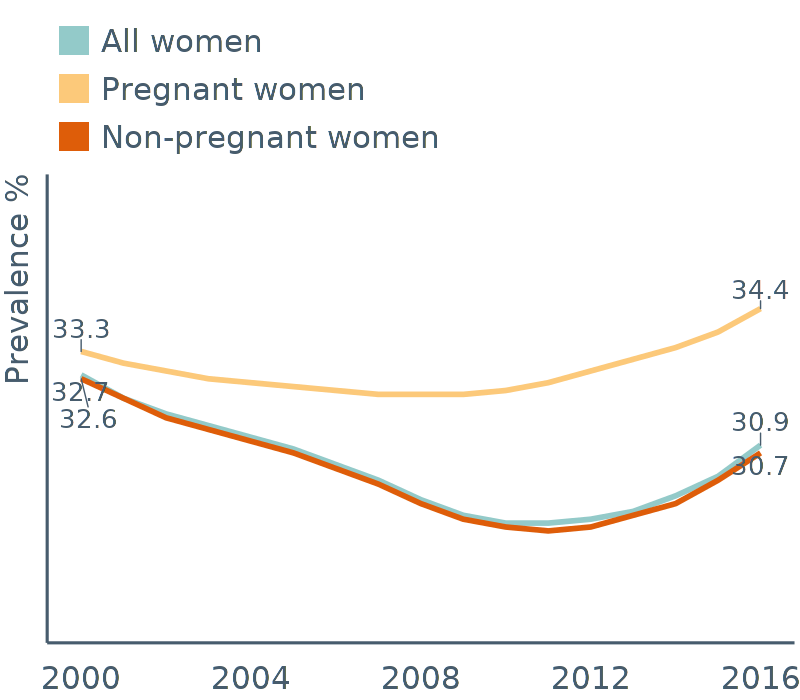 All women
Pregnant women
Non-pregnant women
Prevalence %
34.4
33.3
32.7
32.6
30.9
30.7
2000 2004 2008 2012 2016